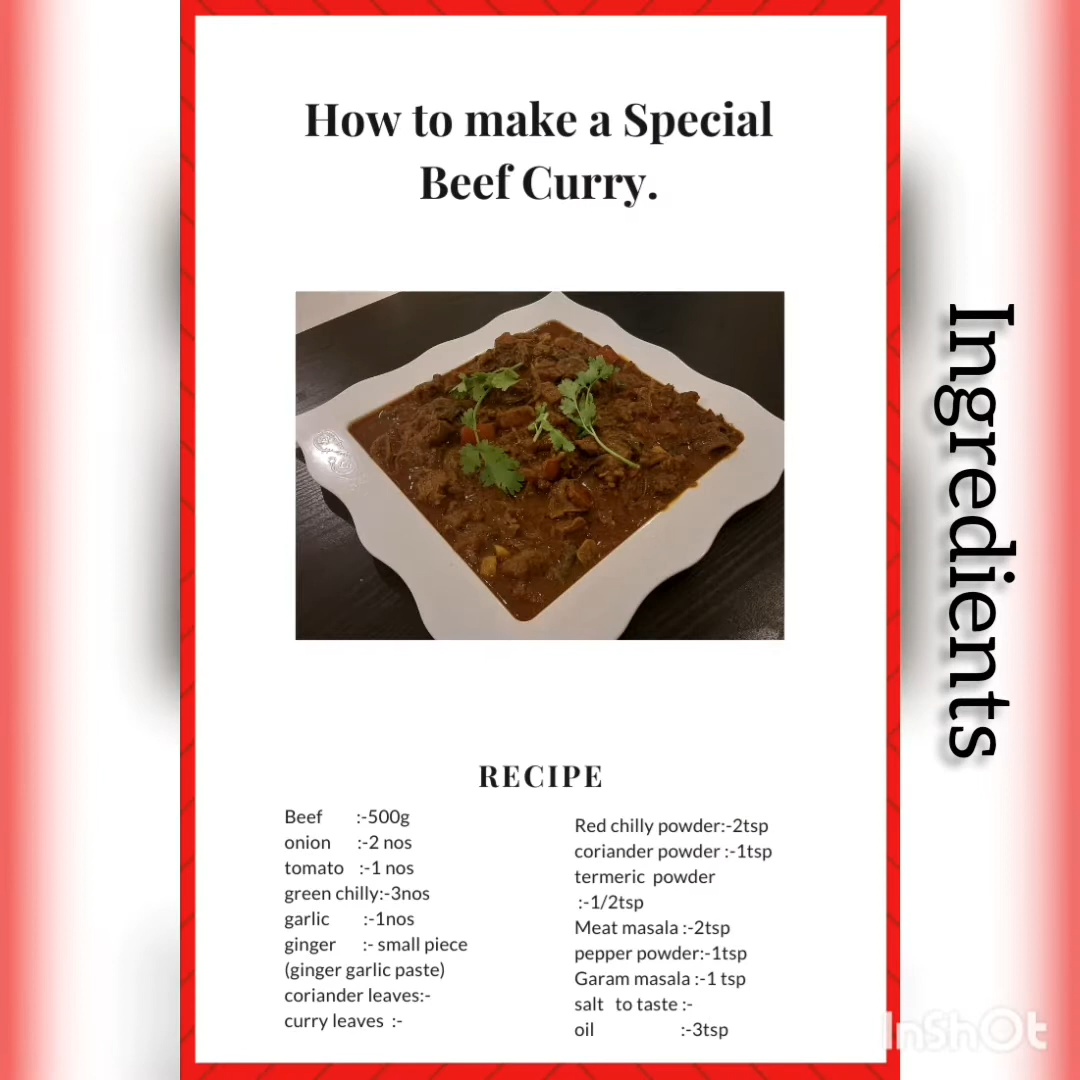 How to make a Special
Beef Curry.
Ingredients
RECIPE
Beef :-500g
onion :-2 nos
tomato :-1 nos
green chilly:-3nos
garlic :-1nos
ginger :- small piece
(ginger garlic paste)
coriander leaves:-
curry leaves :-
Red chilly powder:-2tsp
coriander powder :-1tsp
termeric powder
:-1/2tsp
Meat masala :-2tsp
pepper powder:-1tsp
Garam masala :-1 tsp
salt to taste :-
oil :-3tsp
InShOt